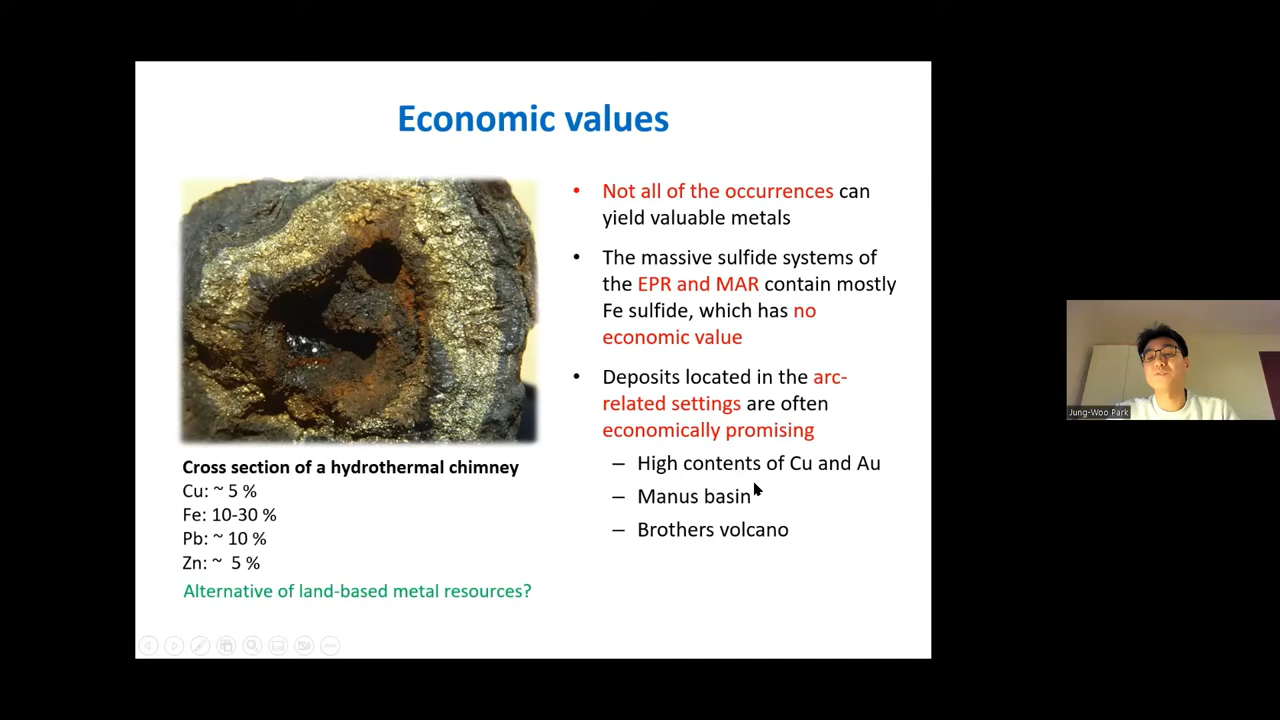 Economic values
• Not all of the occurrences can
yield valuable metals
• The massive sulfide systems of
the EPR and MAR contain mostly
Fe sulfide, which has no
economic value
• Deposits located in the arc-
related settings are often
economically promising
– High contents of Cu and Au
– Manus basin
– Brothers volcano
Cross section of a hydrothermal chimney
Cu: ~ 5 %
Fe: 10-30 %
Pb: ~ 10 %
Zn: ~  5 %
Alternative of land-based metal resources?
Jung-Woo Park